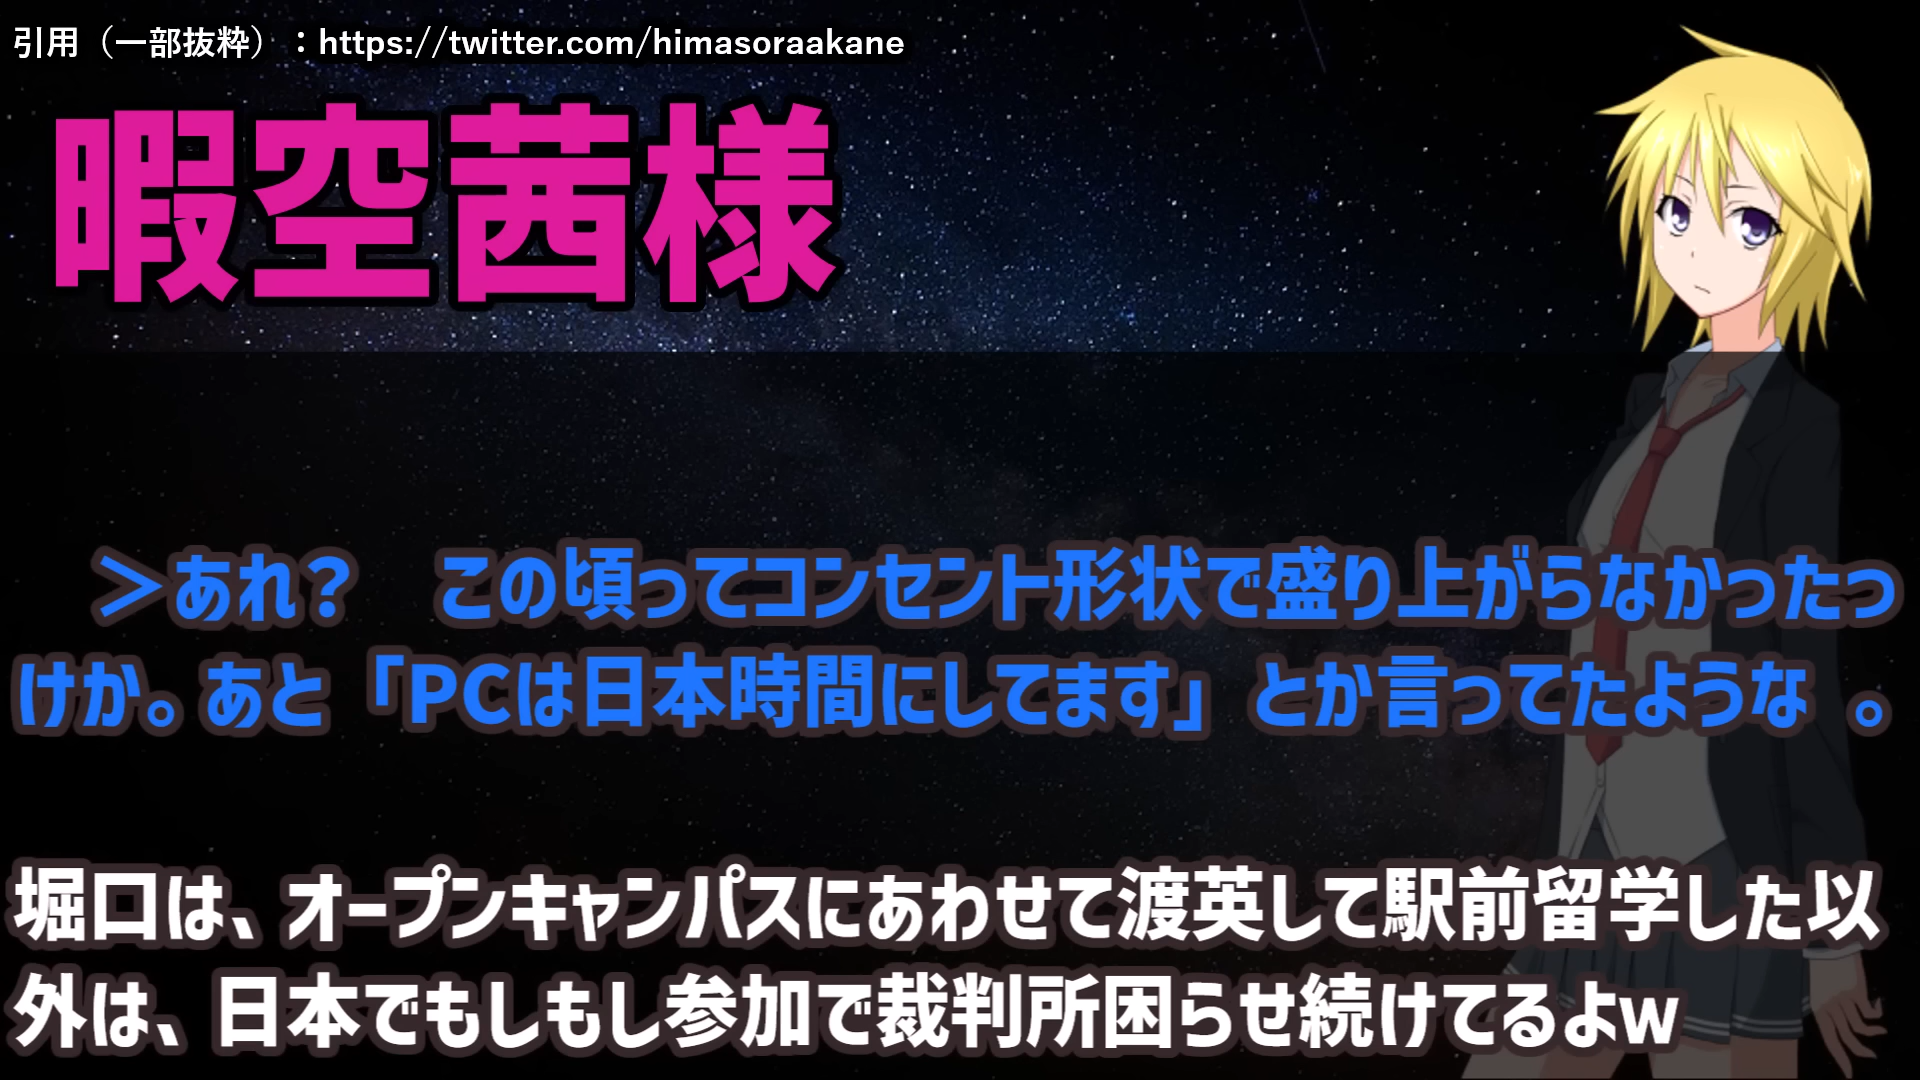 引用（一部抜粋）：https://twitter.com/himasoraakane
暇空茜様
＞あれ？　この頃ってコンセント形状で盛り上がらなかったっ
けか。あと「PCは日本時間にしてます」とか言ってたような 。
堀口は、オープンキャンパスにあわせて渡英して駅前留学した以
外は、日本でもしもし参加で裁判所困らせ続けてるよw